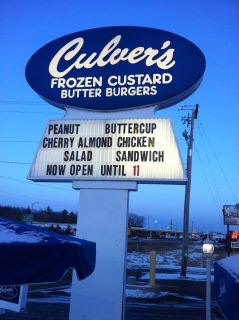 Culver's
FROZEN CUSTARD
BUTTER BURGERS
PEANUT BUTTERCUP
CHERRY ALMOND CHICKEN
SALAD SANDWICH
NOW OPEN UNTIL 11